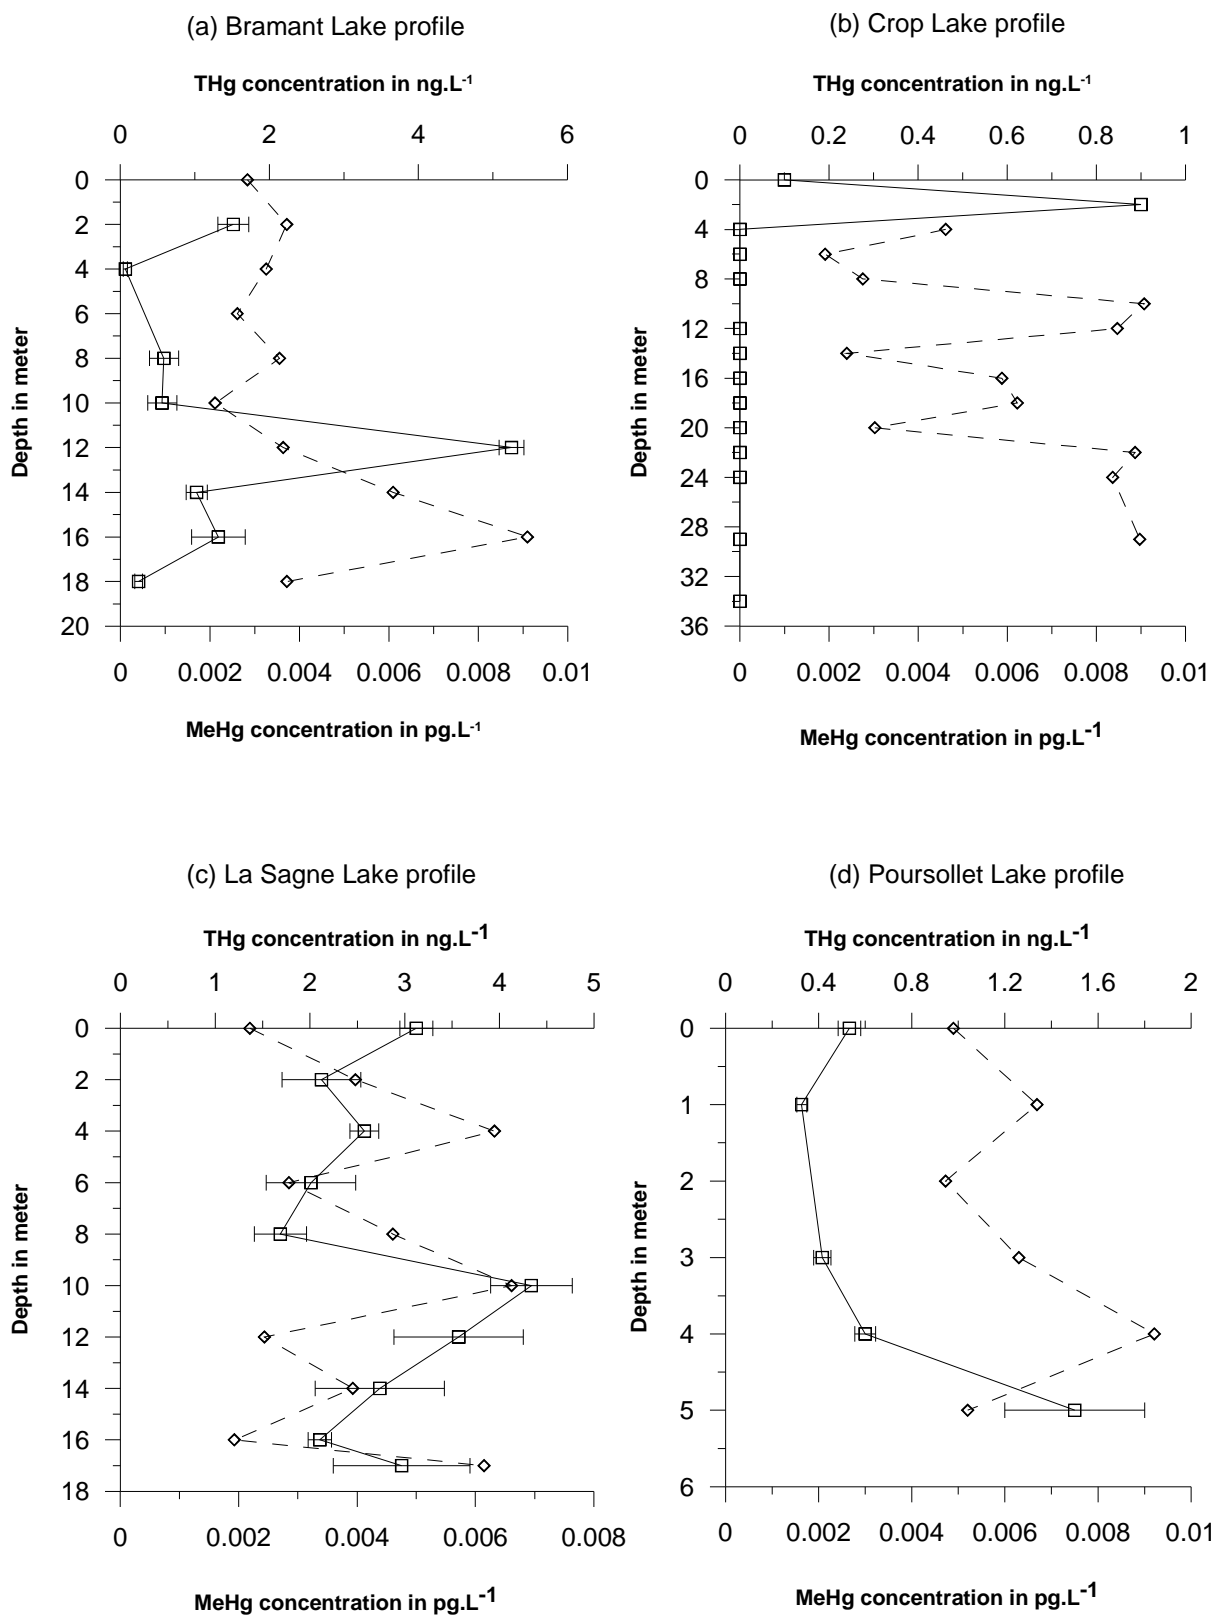 (a) Bramant Lake profile
THg concentration in ng.L-1
0 2 4 6
0
2
4
6
8
10
12
14
16
18
20
Depth in meter
0 0.002 0.004 0.006 0.008 0.01
MeHg concentration in pg.L-1
(b) Crop Lake profile
THg concentration in ng.L-1
0 0.2 0.4 0.6 0.8 1
0
4
8
12
16
20
24
28
32
36
Depth in meter
0 0.002 0.004 0.006 0.008 0.01
MeHg concentration in pg.L-1
(c) La Sagne Lake profile
THg concentration in ng.L-1
0 1 2 3 4 5
0
2
4
6
8
10
12
14
16
18
Depth in meter
0 0.002 0.004 0.006 0.008
MeHg concentration in pg.L-1
(d) Poursollet Lake profile
THg concentration in ng.L-1
0 0.4 0.8 1.2 1.6 2
0
1
2
3
4
5
6
Depth in meter
0 0.002 0.004 0.006 0.008 0.01
MeHg concentration in pg.L-1